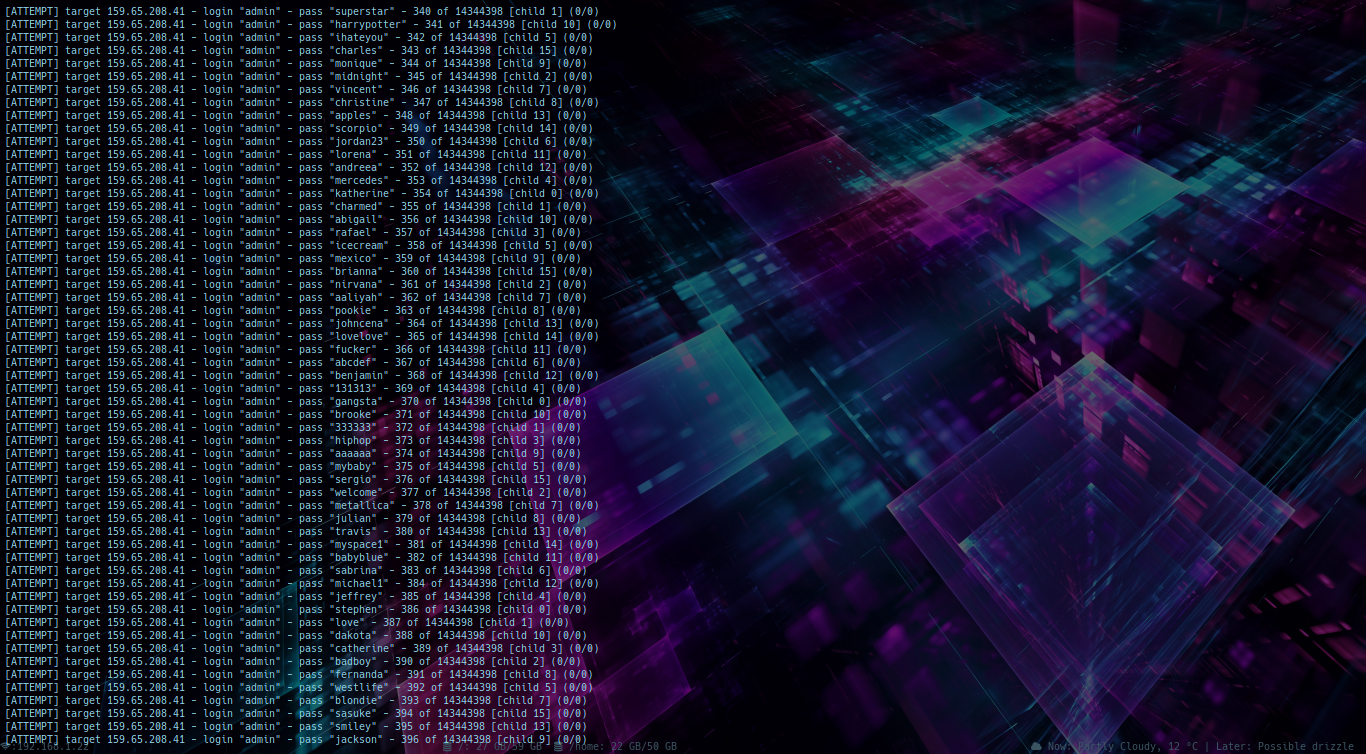 [ATTEMPT] target 159.65.208.41 - login "admin" - pass "superstar" - 340 of 14344398 [child 1] (0/0)
[ATTEMPT] target 159.65.208.41 - login "admin" - pass "harrypotter" - 341 of 14344398 [child 10] (0/0)
[ATTEMPT] target 159.65.208.41 - login "admin" - pass "ihateyou" - 342 of 14344398 [child 5] (0/0)
[ATTEMPT] target 159.65.208.41 - login "admin" - pass "charles" - 343 of 14344398 [child 15] (0/0)
[ATTEMPT] target 159.65.208.41 - login "admin" - pass "monique" - 344 of 14344398 [child 9] (0/0)
[ATTEMPT] target 159.65.208.41 - login "admin" - pass "midnight" - 345 of 14344398 [child 2] (0/0)
[ATTEMPT] target 159.65.208.41 - login "admin" - pass "vincent" - 346 of 14344398 [child 7] (0/0)
[ATTEMPT] target 159.65.208.41 - login "admin" - pass "christine" - 347 of 14344398 [child 8] (0/0)
[ATTEMPT] target 159.65.208.41 - login "admin" - pass "apples" - 348 of 14344398 [child 13] (0/0)
[ATTEMPT] target 159.65.208.41 - login "admin" - pass "scorpio" - 349 of 14344398 [child 14] (0/0)
[ATTEMPT] target 159.65.208.41 - login "admin" - pass "jordan23" - 350 of 14344398 [child 6] (0/0)
[ATTEMPT] target 159.65.208.41 - login "admin" - pass "lorena" - 351 of 14344398 [child 11] (0/0)
[ATTEMPT] target 159.65.208.41 - login "admin" - pass "andreea" - 352 of 14344398 [child 12] (0/0)
[ATTEMPT] target 159.65.208.41 - login "admin" - pass "mercedes" - 353 of 14344398 [child 4] (0/0)
[ATTEMPT] target 159.65.208.41 - login "admin" - pass "katherine" - 354 of 14344398 [child 0] (0/0)
[ATTEMPT] target 159.65.208.41 - login "admin" - pass "charmed" - 355 of 14344398 [child 1] (0/0)
[ATTEMPT] target 159.65.208.41 - login "admin" - pass "abigail" - 356 of 14344398 [child 10] (0/0)
[ATTEMPT] target 159.65.208.41 - login "admin" - pass "rafael" - 357 of 14344398 [child 3] (0/0)
[ATTEMPT] target 159.65.208.41 - login "admin" - pass "icecream" - 358 of 14344398 [child 5] (0/0)
[ATTEMPT] target 159.65.208.41 - login "admin" - pass "mexico" - 359 of 14344398 [child 9] (0/0)
[ATTEMPT] target 159.65.208.41 - login "admin" - pass "brianna" - 360 of 14344398 [child 15] (0/0)
[ATTEMPT] target 159.65.208.41 - login "admin" - pass "nirvana" - 361 of 14344398 [child 2] (0/0)
[ATTEMPT] target 159.65.208.41 - login "admin" - pass "aaliyah" - 362 of 14344398 [child 7] (0/0)
[ATTEMPT] target 159.65.208.41 - login "admin" - pass "pookie" - 363 of 14344398 [child 8] (0/0)
[ATTEMPT] target 159.65.208.41 - login "admin" - pass "johncena" - 364 of 14344398 [child 13] (0/0)
[ATTEMPT] target 159.65.208.41 - login "admin" - pass "lovelove" - 365 of 14344398 [child 14] (0/0)
[ATTEMPT] target 159.65.208.41 - login "admin" - pass "fucker" - 366 of 14344398 [child 11] (0/0)
[ATTEMPT] target 159.65.208.41 - login "admin" - pass "abcdef" - 367 of 14344398 [child 6] (0/0)
[ATTEMPT] target 159.65.208.41 - login "admin" - pass "benjamin" - 368 of 14344398 [child 12] (0/0)
[ATTEMPT] target 159.65.208.41 - login "admin" - pass "131313" - 369 of 14344398 [child 4] (0/0)
[ATTEMPT] target 159.65.208.41 - login "admin" - pass "gangsta" - 370 of 14344398 [child 0] (0/0)
[ATTEMPT] target 159.65.208.41 - login "admin" - pass "brooke" - 371 of 14344398 [child 10] (0/0)
[ATTEMPT] target 159.65.208.41 - login "admin" - pass "333333" - 372 of 14344398 [child 1] (0/0)
[ATTEMPT] target 159.65.208.41 - login "admin" - pass "hiphop" - 373 of 14344398 [child 3] (0/0)
[ATTEMPT] target 159.65.208.41 - login "admin" - pass "aaaaaa" - 374 of 14344398 [child 9] (0/0)
[ATTEMPT] target 159.65.208.41 - login "admin" - pass "mybaby" - 375 of 14344398 [child 5] (0/0)
[ATTEMPT] target 159.65.208.41 - login "admin" - pass "sergio" - 376 of 14344398 [child 15] (0/0)
[ATTEMPT] target 159.65.208.41 - login "admin" - pass "welcome" - 377 of 14344398 [child 2] (0/0)
[ATTEMPT] target 159.65.208.41 - login "admin" - pass "metallica" - 378 of 14344398 [child 7] (0/0)
[ATTEMPT] target 159.65.208.41 - login "admin" - pass "julian" - 379 of 14344398 [child 8] (0/0)
[ATTEMPT] target 159.65.208.41 - login "admin" - pass "travis" - 380 of 14344398 [child 13] (0/0)
[ATTEMPT] target 159.65.208.41 - login "admin" - pass "myspace1" - 381 of 14344398 [child 14] (0/0)
[ATTEMPT] target 159.65.208.41 - login "admin" - pass "babyblue" - 382 of 14344398 [child 11] (0/0)
[ATTEMPT] target 159.65.208.41 - login "admin" - pass "sabrina" - 383 of 14344398 [child 6] (0/0)
[ATTEMPT] target 159.65.208.41 - login "admin" - pass "michael1" - 384 of 14344398 [child 12] (0/0)
[ATTEMPT] target 159.65.208.41 - login "admin" - pass "jeffrey" - 385 of 14344398 [child 4] (0/0)
[ATTEMPT] target 159.65.208.41 - login "admin" - pass "stephen" - 386 of 14344398 [child 0] (0/0)
[ATTEMPT] target 159.65.208.41 - login "admin" - pass "love" - 387 of 14344398 [child 1] (0/0)
[ATTEMPT] target 159.65.208.41 - login "admin" - pass "dakota" - 388 of 14344398 [child 10] (0/0)
[ATTEMPT] target 159.65.208.41 - login "admin" - pass "catherine" - 389 of 14344398 [child 3] (0/0)
[ATTEMPT] target 159.65.208.41 - login "admin" - pass "badboy" - 390 of 14344398 [child 2] (0/0)
[ATTEMPT] target 159.65.208.41 - login "admin" - pass "fernanda" - 391 of 14344398 [child 8] (0/0)
[ATTEMPT] target 159.65.208.41 - login "admin" - pass "westlife" - 392 of 14344398 [child 5] (0/0)
[ATTEMPT] target 159.65.208.41 - login "admin" - pass "blondie" - 393 of 14344398 [child 7] (0/0)
[ATTEMPT] target 159.65.208.41 - login "admin" - pass "sasuke" - 394 of 14344398 [child 15] (0/0)
[ATTEMPT] target 159.65.208.41 - login "admin" - pass "smiley" - 395 of 14344398 [child 13] (0/0)
[ATTEMPT] target 159.65.208.41 - login "admin" - pass "jackson" - 396 of 14344398 [child 9] (0/0)
:192.168.1.22 /: 27 GB/59 GB - /home: 22 GB/50 GB Now: Partly Cloudy, 12 °C | Later: Possible drizzle